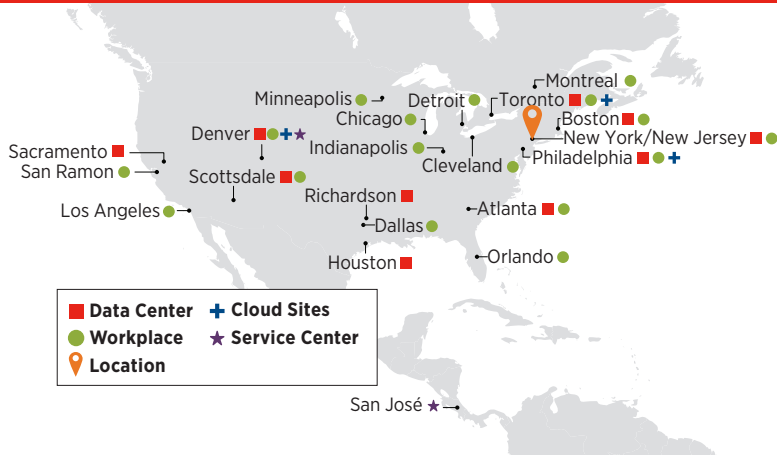 Montreal
Minneapolis
Detroit
Toronto
Chicago
Boston
Denver
New York/New Jersey
Indianapolis
Sacramento
Cleveland
Philadelphia
San Ramon
Scottsdale
Richardson
Los Angeles
Atlanta
Dallas
Houston
Orlando
Data Center
Cloud Sites
Workplace
Service Center
Location
San José